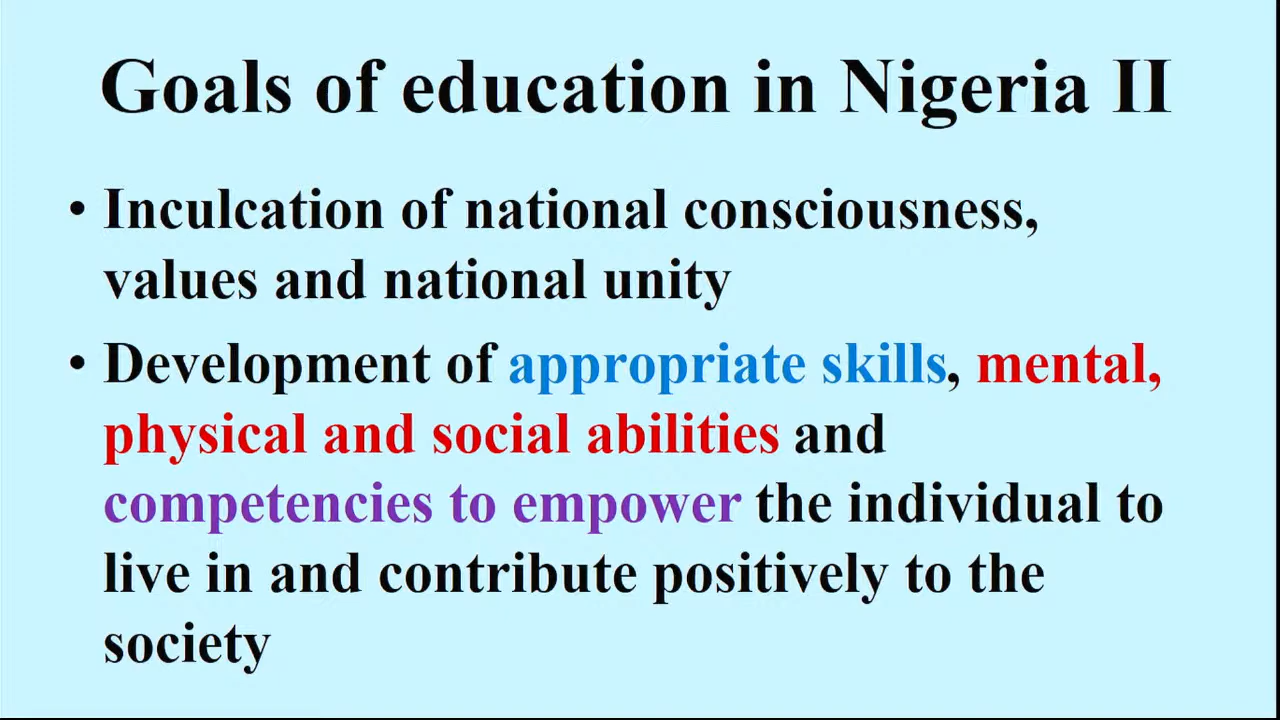 Goals of education in Nigeria II
• Inculcation of national consciousness,
values and national unity
• Development of appropriate skills, mental,
physical and social abilities and
competencies to empower the individual to
live in and contribute positively to the
society